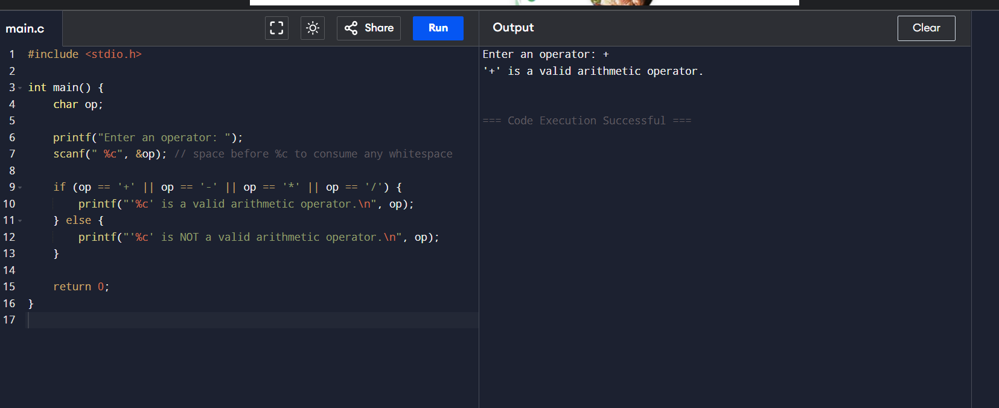 main.c
Share
Run
Output
Clear
1 #include <stdio.h>
2
3 int main() {
4     char op;
5
6     printf("Enter an operator: ");
7     scanf(" %c", &op); // space before %c to consume any whitespace
8
9     if (op == '+' || op == '-' || op == '*' || op == '/') {
10         printf("'%c' is a valid arithmetic operator.\n", op);
11     } else {
12         printf("'%c' is NOT a valid arithmetic operator.\n", op);
13     }
14
15     return 0;
16 }
17
Enter an operator: +
'+' is a valid arithmetic operator.
=== Code Execution Successful ===